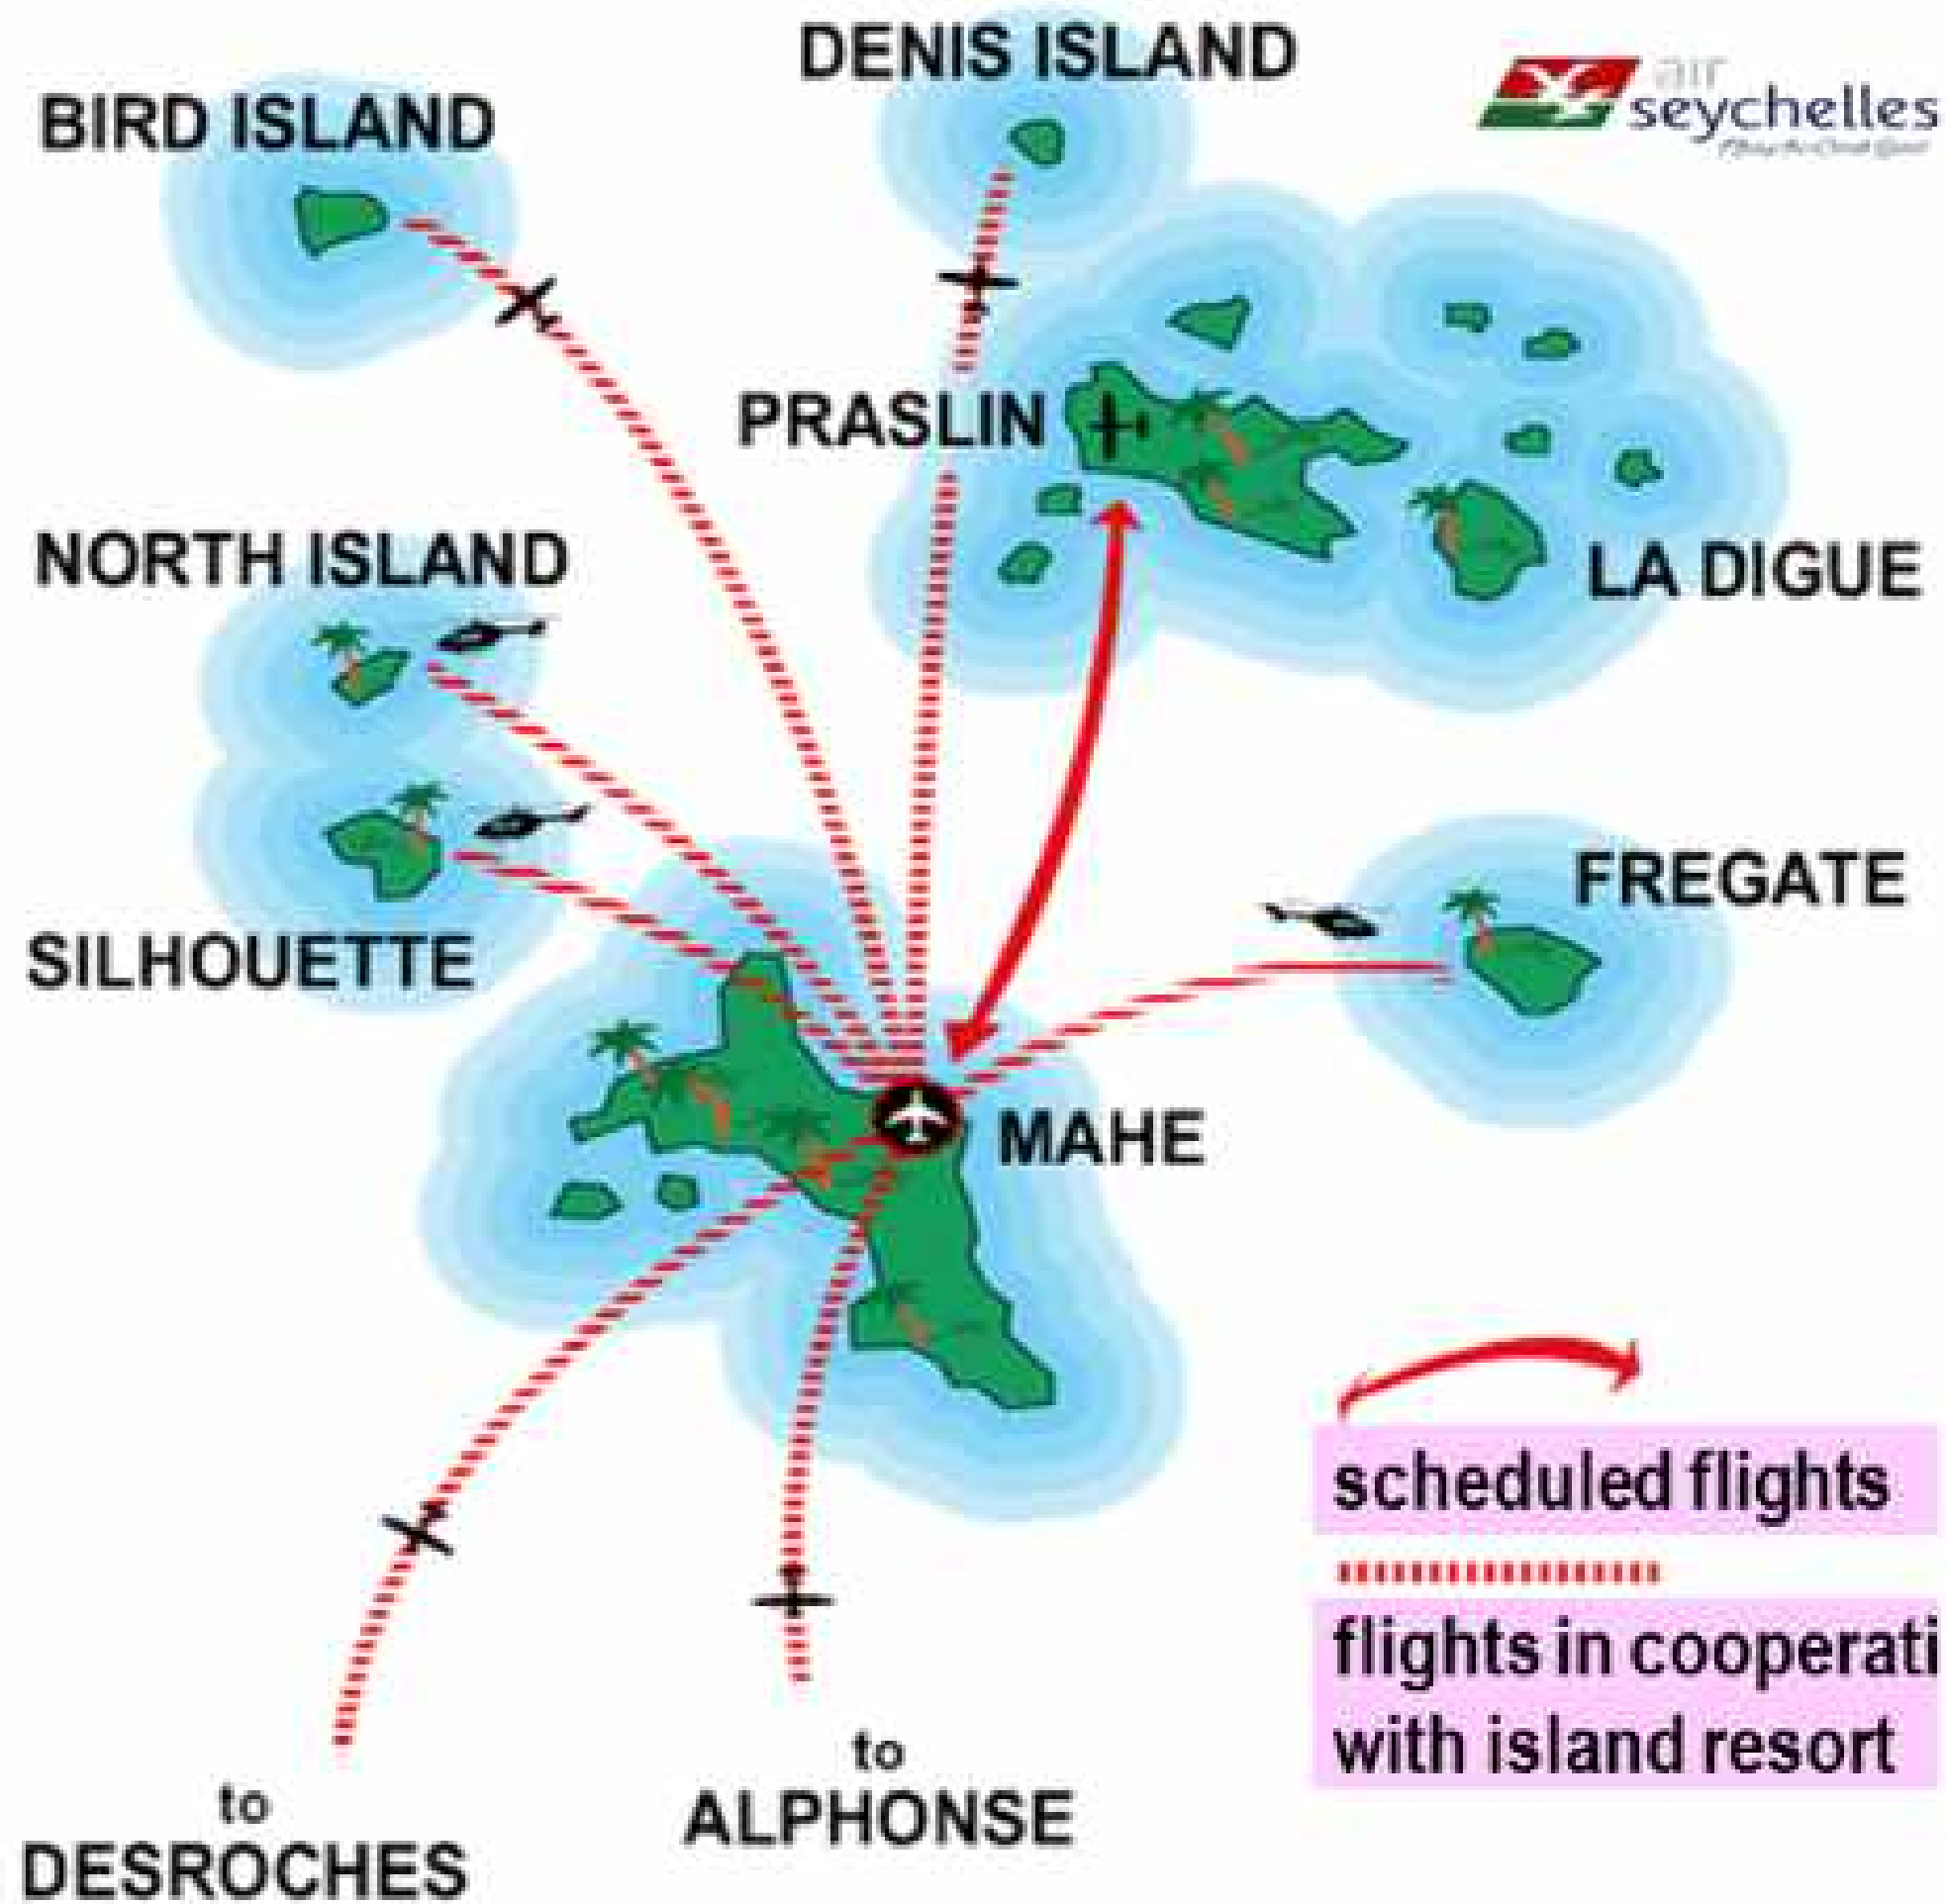 DENIS ISLAND
air
seychelles
BIRD ISLAND
PRASLIN
NORTH ISLAND
LA DIGUE
FREGATE
SILHOUETTE
MAHE
scheduled flights
flights in cooperati
with island resort
to
ALPHONSE
to
DESROCHES